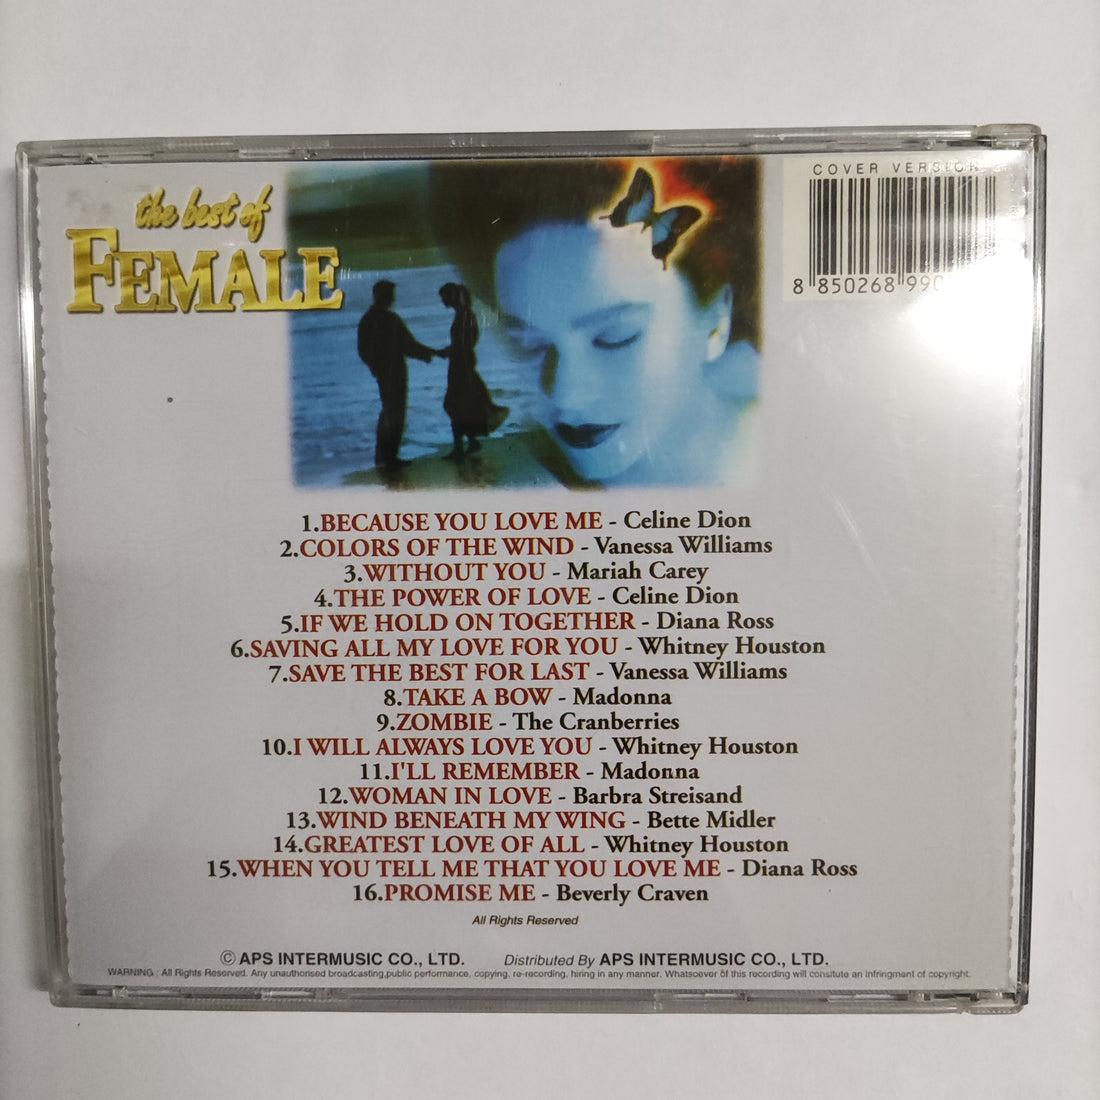 the best of
FEMALE
COVER VERSION
8 850268 990
1.BECAUSE YOU LOVE ME - Celine Dion
2.COLORS OF THE WIND - Vanessa Williams
3.WITHOUT YOU - Mariah Carey
4.THE POWER OF LOVE - Celine Dion
5.IF WE HOLD ON TOGETHER - Diana Ross
6.SAVING ALL MY LOVE FOR YOU - Whitney Houston
7.SAVE THE BEST FOR LAST - Vanessa Williams
8.TAKE A BOW - Madonna
9.ZOMBIE - The Cranberries
10.I WILL ALWAYS LOVE YOU - Whitney Houston
11.I'LL REMEMBER - Madonna
12.WOMAN IN LOVE - Barbra Streisand
13.WIND BENEATH MY WING - Bette Midler
14.GREATEST LOVE OF ALL - Whitney Houston
15.WHEN YOU TELL ME THAT YOU LOVE ME - Diana Ross
16.PROMISE ME - Beverly Craven
All Rights Reserved
© APS INTERMUSIC CO., LTD. Distributed By APS INTERMUSIC CO., LTD.
WARNING : All Rights Reserved. Any unauthorised broadcasting,public performance, copying, re-recording, hiring in any manner. Whatsoever of this recording will consitute an infringment of copyright.